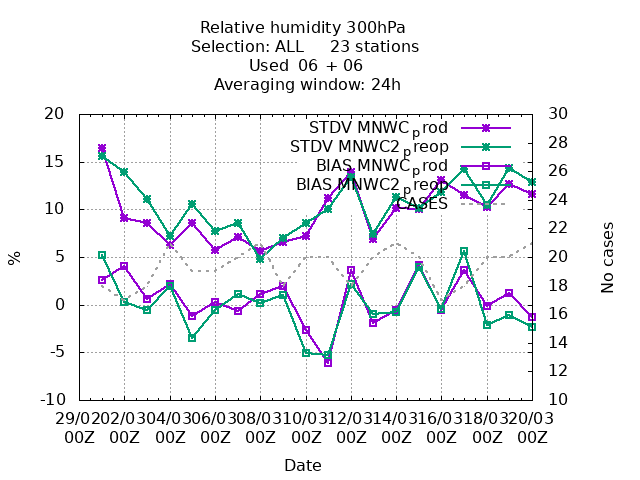 Relative humidity 300hPa
Selection: ALL 23 stations
Used 06 + 06
Averaging window: 24h
STDV MNWC_prod
STDV MNWC2_preop
BIAS MNWC_prod
BIAS MNWC2_preop
CASES
20
15
10
5
0
-5
-10
%
30
28
26
24
22
20
18
16
14
12
10
No cases
29/02 02/03 04/03 06/03 08/03 10/03 12/03 14/03 16/03 18/03 20/03
00Z 00Z 00Z 00Z 00Z 00Z 00Z 00Z 00Z 00Z 00Z
Date